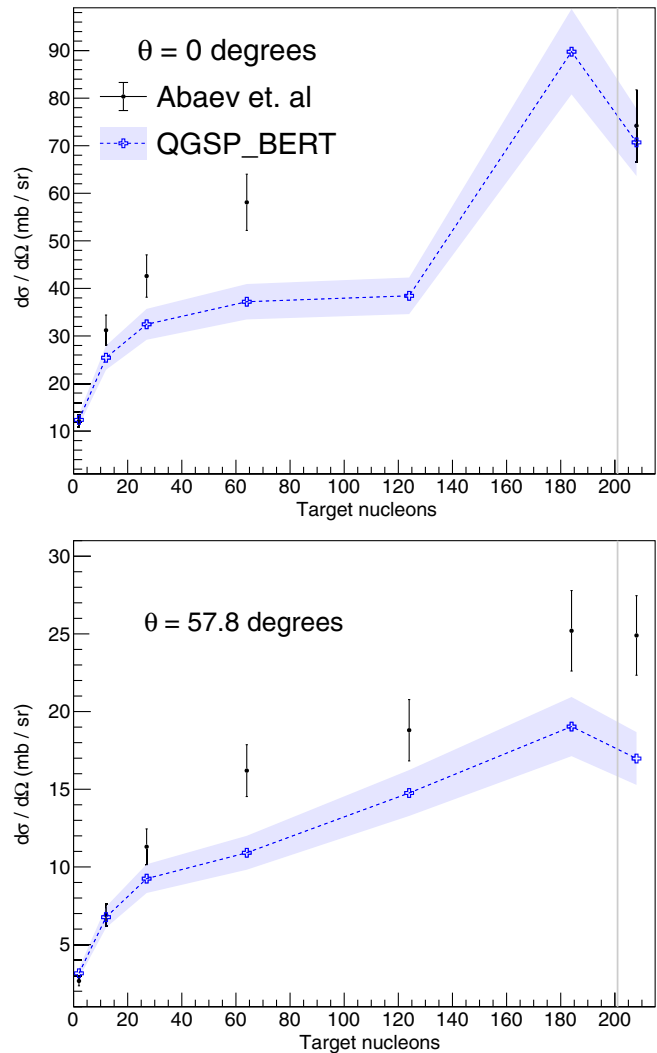 90
80
70
60
50
40
30
20
10
dσ / dΩ (mb / sr)
θ = 0 degrees
Abaev et. al
QGSP_BERT
0 20 40 60 80 100 120 140 160 180 200
Target nucleons
30
25
20
15
10
5
dσ / dΩ (mb / sr)
θ = 57.8 degrees
0 20 40 60 80 100 120 140 160 180 200
Target nucleons